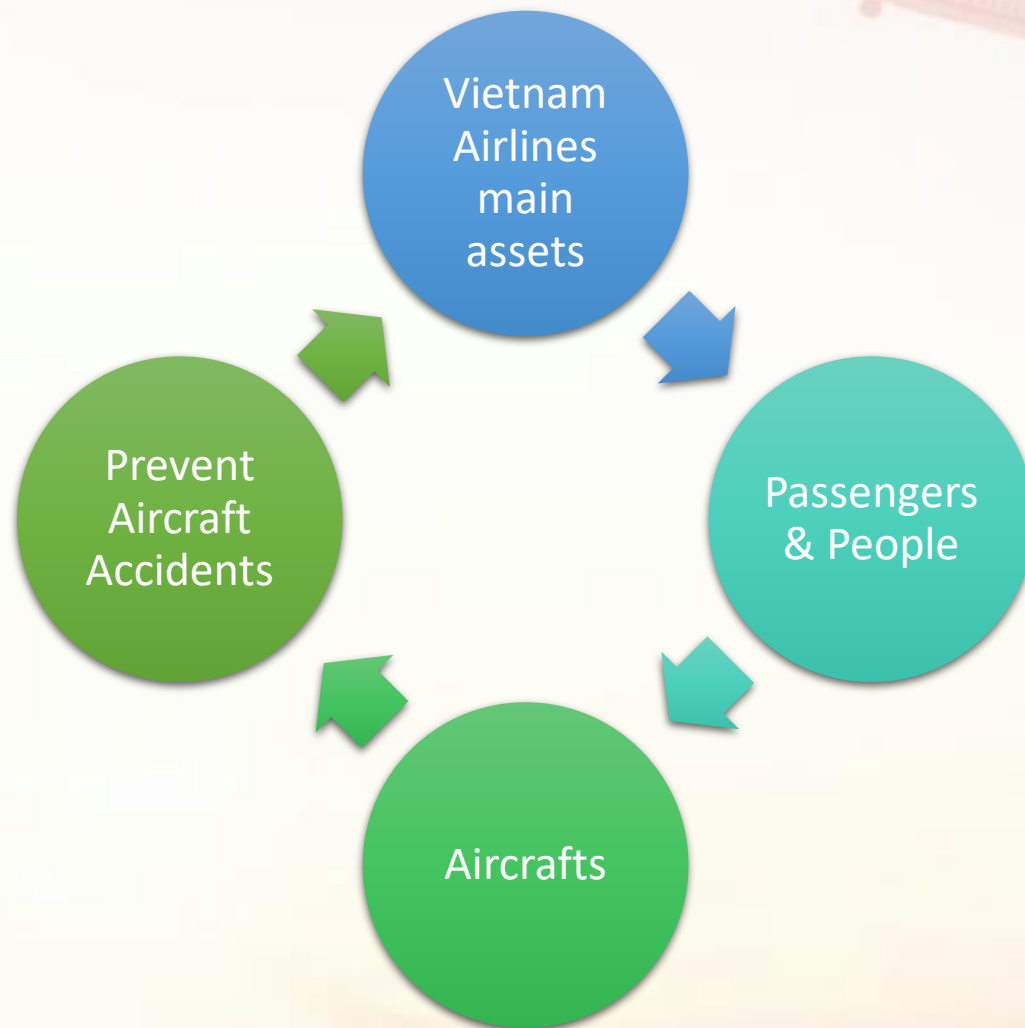 Vietnam
Airlines
main
assets
Passengers
& People
Aircrafts
Prevent
Aircraft
Accidents